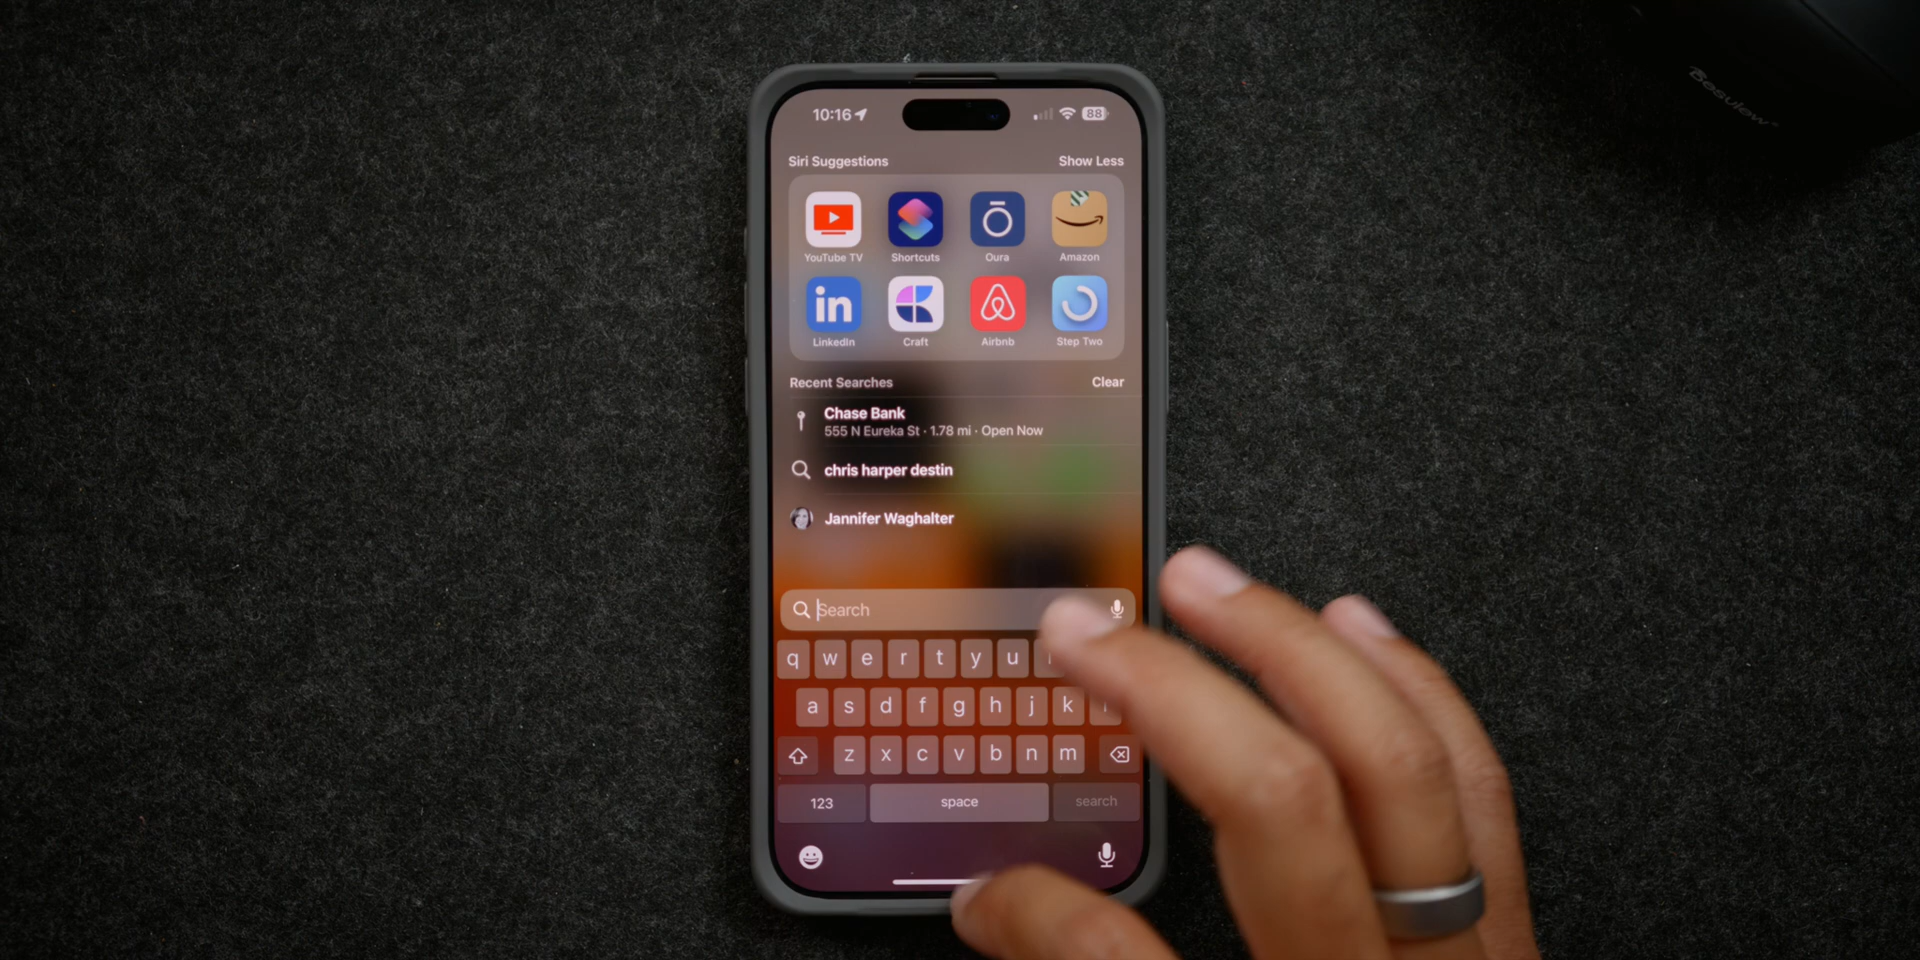 Besulew®
10:16
88
Siri Suggestions
Show Less
YouTube TV
Shortcuts
Oura
Amazon
in
LinkedIn
Craft
Airbnb
Step Two
Recent Searches
Clear
Chase Bank
555 N Eureka St · 1.78 mi · Open Now
chris harper destin
Jannifer Waghalter
Search
q w e r t y u
a s d f g h j k l
z x c v b n m
123
space
search